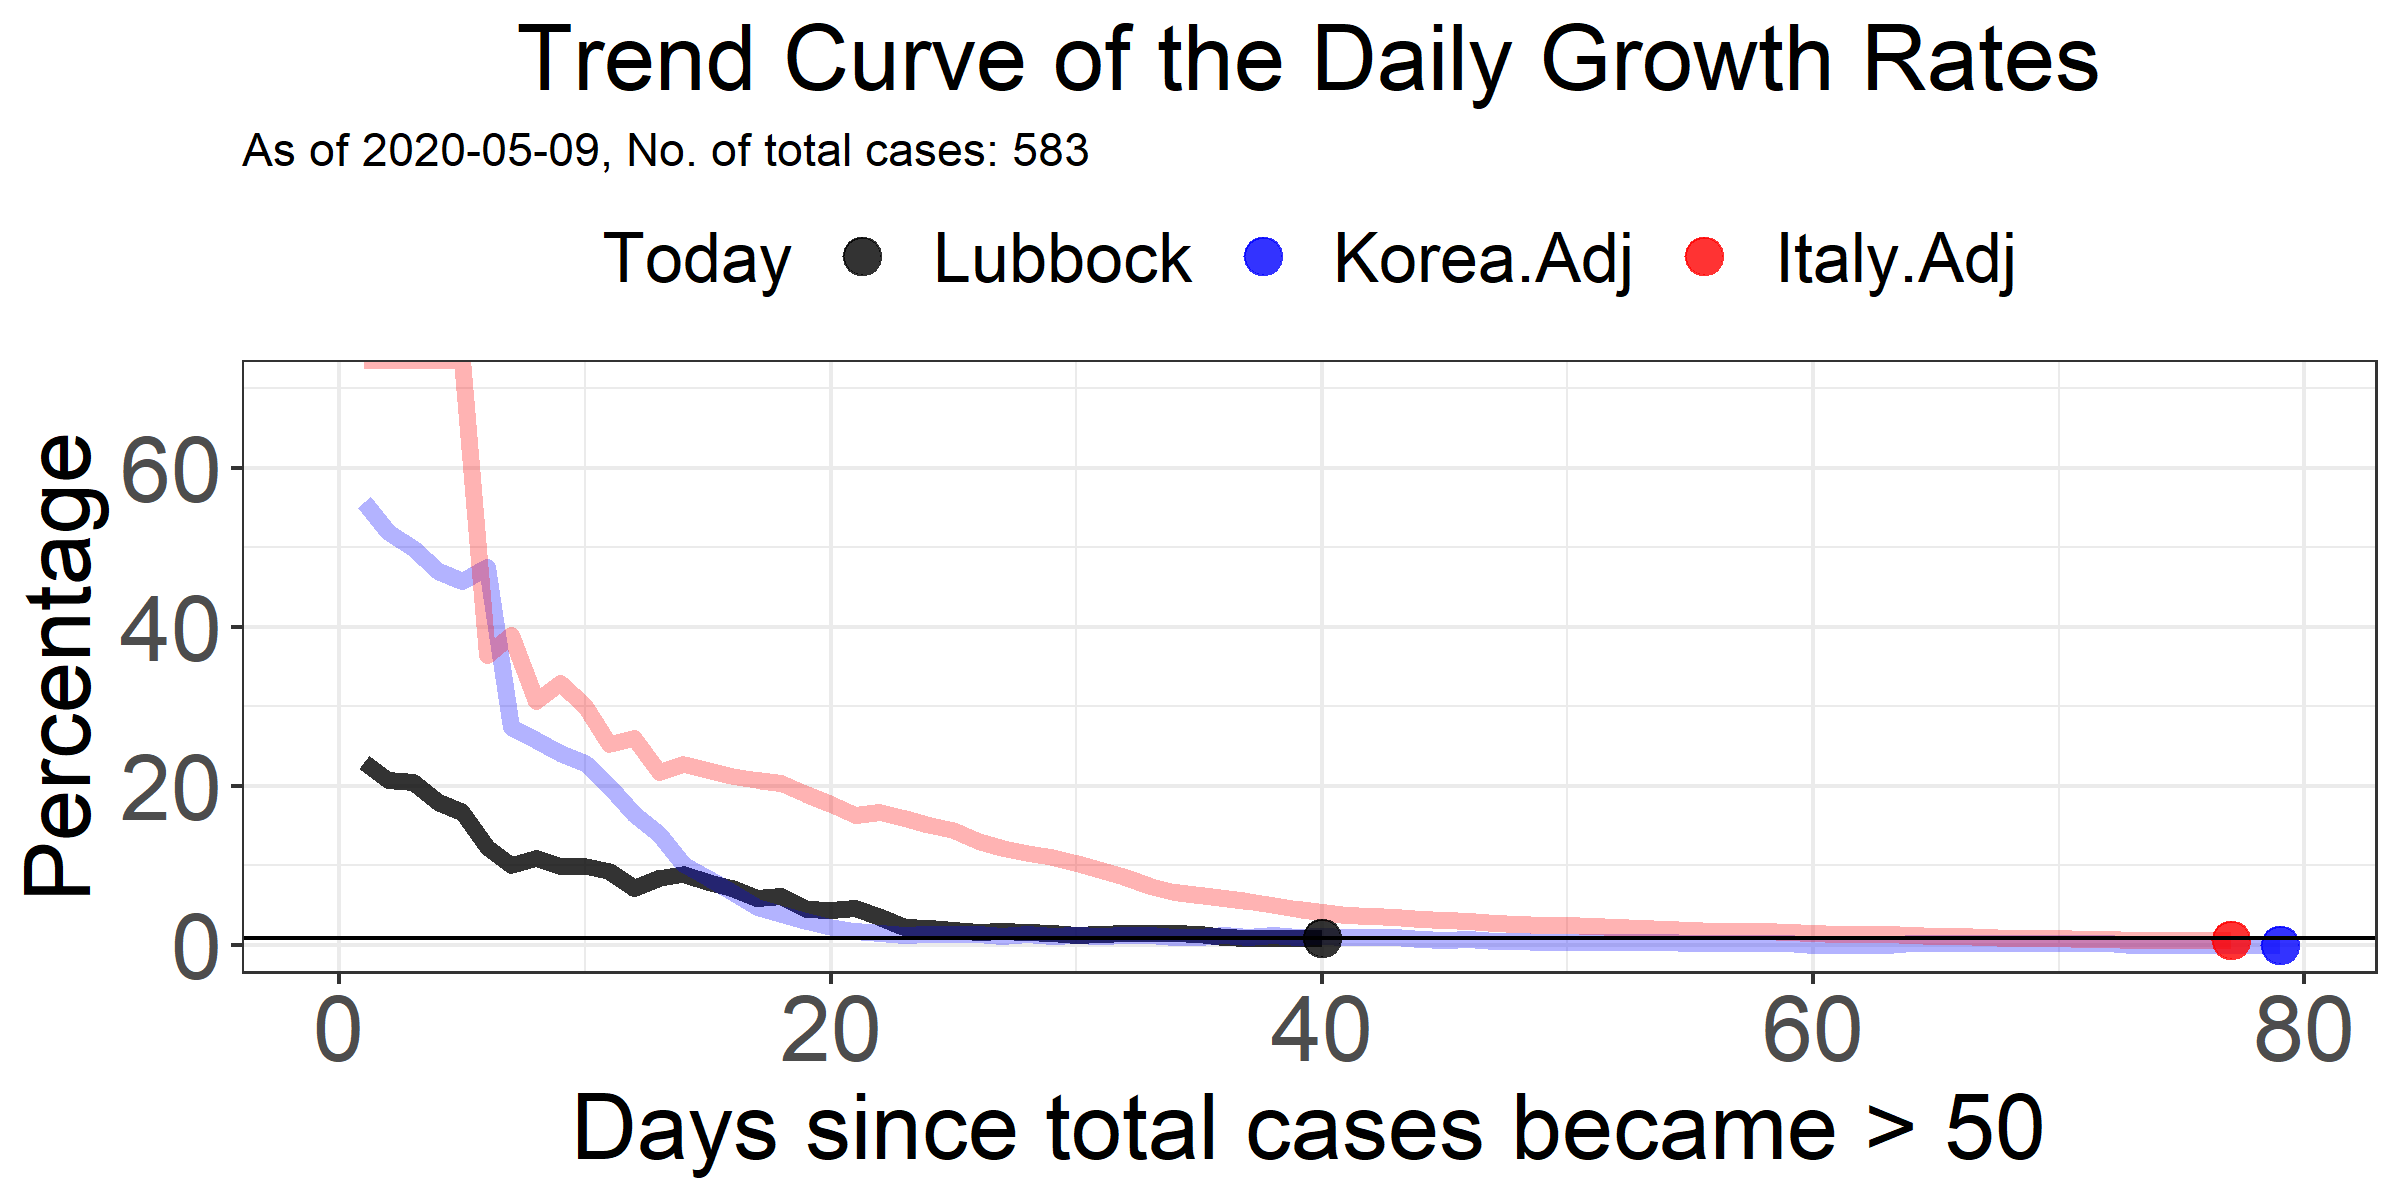 Trend Curve of the Daily Growth Rates
As of 2020-05-09, No. of total cases: 583
Today Lubbock Korea.Adj Italy.Adj
Percentage
60
40
20
0
0 20 40 60 80
Days since total cases became > 50